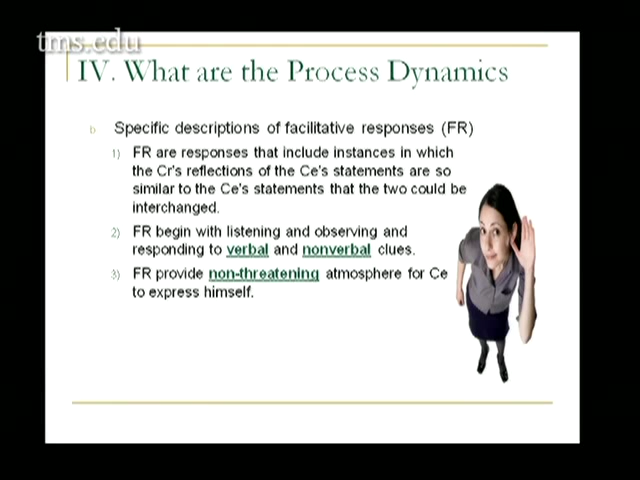 tms.edu
IV. What are the Process Dynamics
b Specific descriptions of facilitative responses (FR)
1) FR are responses that include instances in which
the Cr's reflections of the Ce's statements are so
similar to the Ce's statements that the two could be
interchanged.
2) FR begin with listening and observing and
responding to verbal and nonverbal clues.
3) FR provide non-threatening atmosphere for Ce
to express himself.